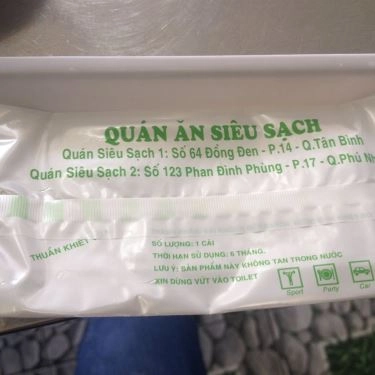 QUÁN ĂN SIÊU SẠCH
Quán Siêu Sạch 1: Số 64 Đồng Đen - P.14 - Q.Tân Bình
Quán Siêu Sạch 2: Số 123 Phan Đình Phùng - P.17 - Q.Phú
THUẦN KHIẾT
SỐ LƯỢNG: 1 CÁI
THỜI HẠN SỬ DỤNG: 6 THÁNG.
LƯU Ý: SẢN PHẨM NÀY KHÔNG TAN TRONG NƯỚC
XIN DỪNG VỨT VÀO TOILET
Sport Party Car